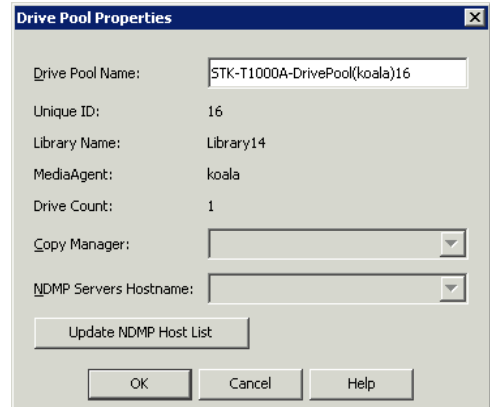 Drive Pool Properties
Drive Pool Name: STK-T1000A-DrivePool(koala)16
Unique ID: 16
Library Name: Library14
MediaAgent: koala
Drive Count: 1
Copy Manager:
NDMP Servers Hostname:
Update NDMP Host List
OK Cancel Help